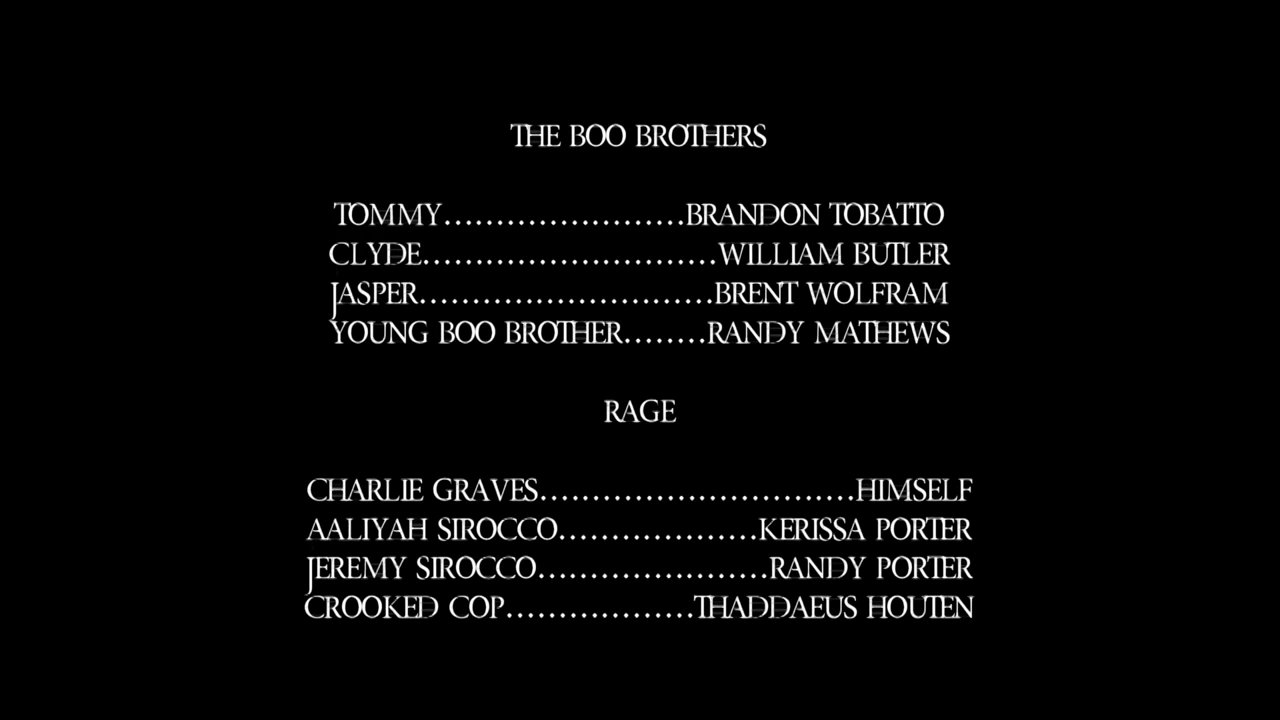 THE BOO BROTHERS
TOMMY.......................BRANDON TOBATTO
CLYDE............................WILLIAM BUTLER
JASPER............................BRENT WOLFRAM
YOUNG BOO BROTHER........RANDY MATHEWS
RAGE
CHARLIE GRAVES..............................HIMSELF
AALIYAH SIROCCO...................KERISSA PORTER
JEREMY SIROCCO......................RANDY PORTER
CROOKED COP..................THADDAEUS HOUTEN